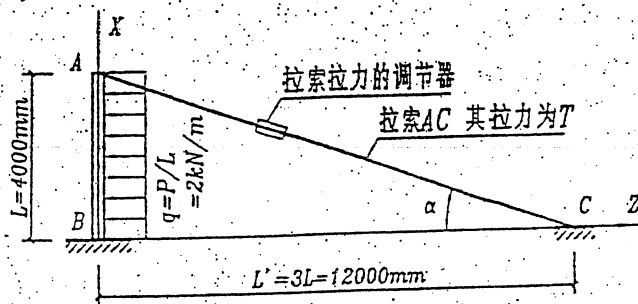 X
A
拉索拉力的调节器
拉索AC 其拉力为T
L=4000mm
q=P/L
=2kN/m
B
α
C
Z
L'=3L=12000mm